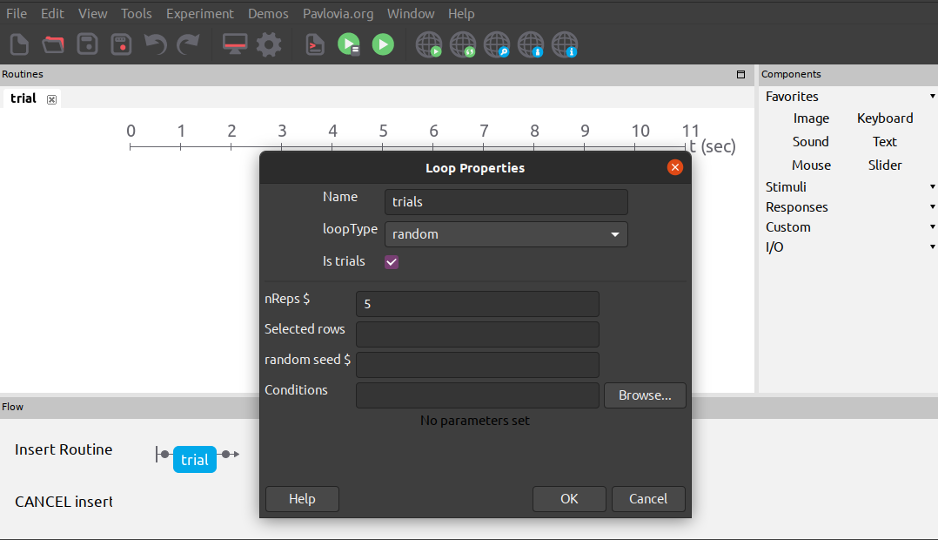 File Edit View Tools Experiment Demos Pavlovia.org Window Help
Routines
Components
trial
0 1 2 3 4 5 6 7 8 9 10 11
t (sec)
Favorites
Image Keyboard
Sound Text
Mouse Slider
Stimuli
Responses
Custom
I/O
Loop Properties
Name trials
loopType random
Is trials
nReps $ 5
Selected rows
random seed $
Conditions Browse...
No parameters set
Help OK Cancel
Flow
Insert Routine
trial
CANCEL insert